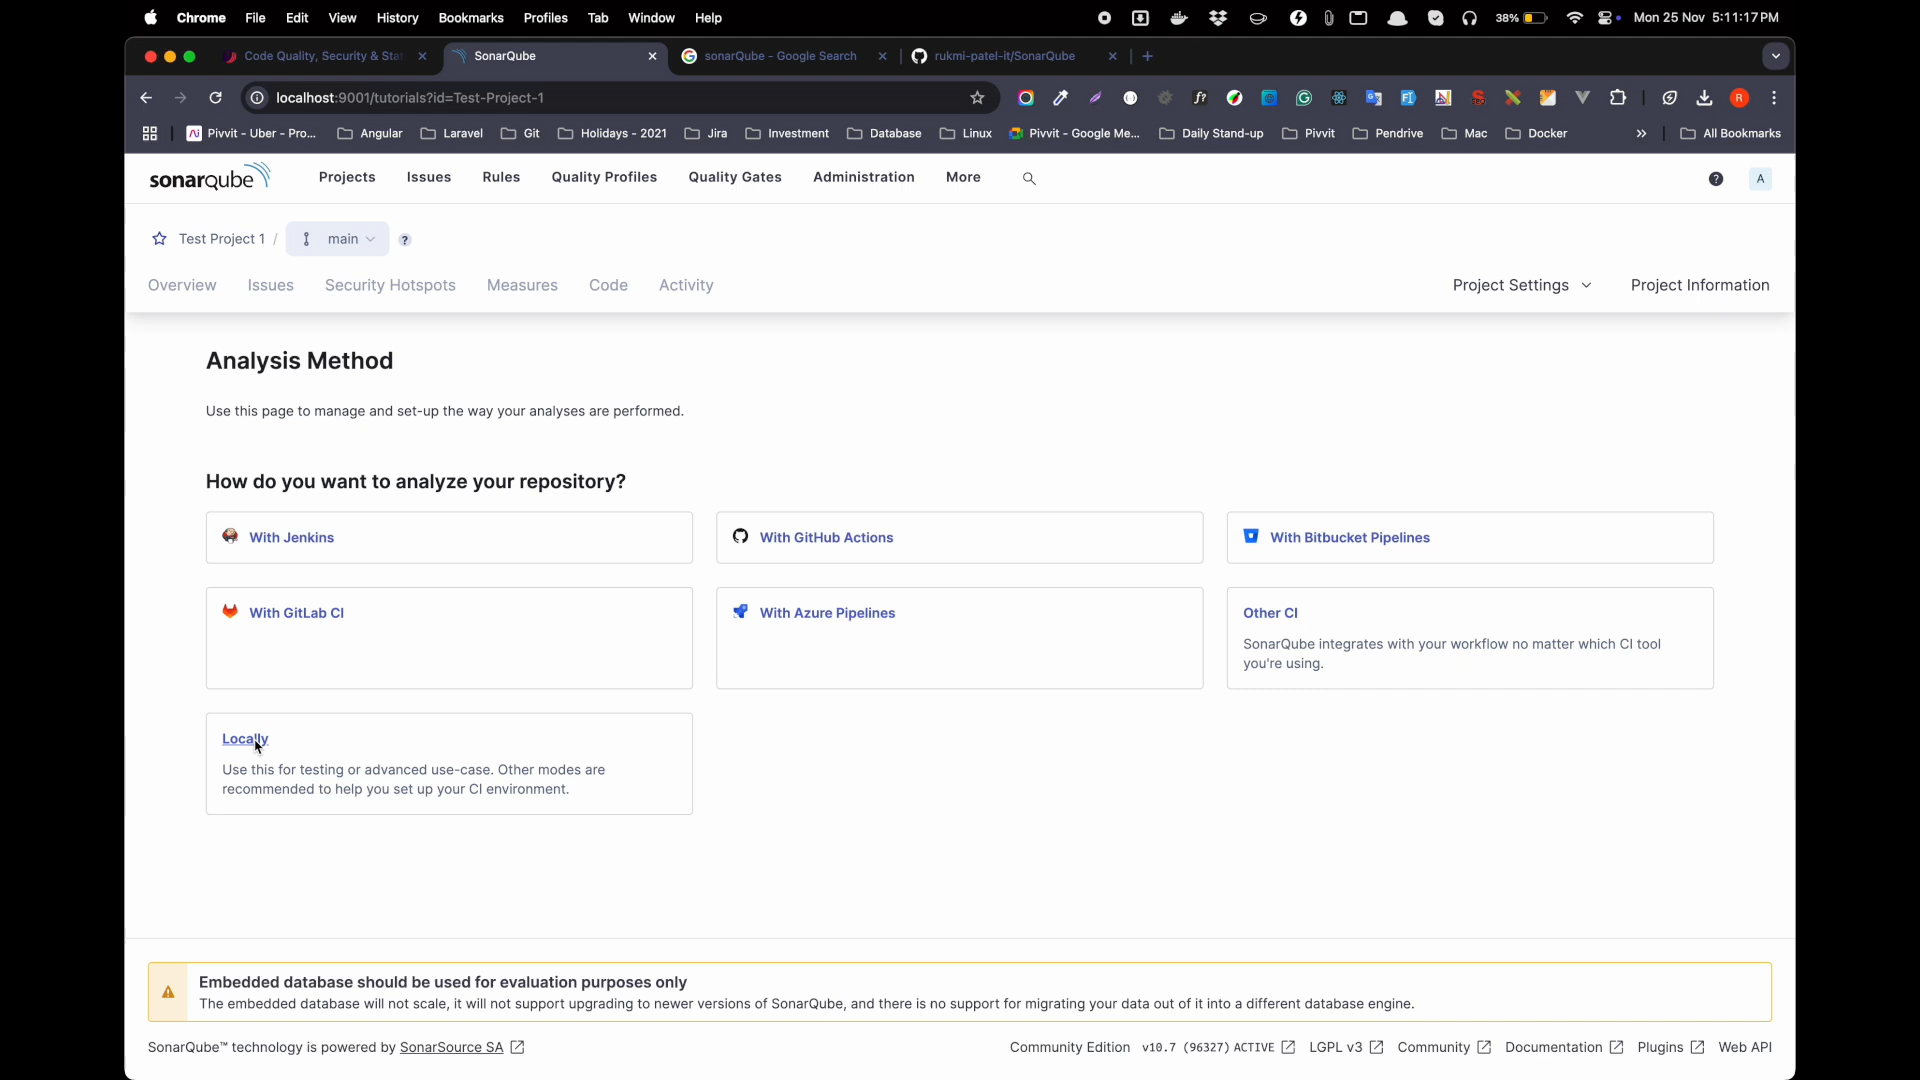 Chrome File Edit View History Bookmarks Profiles Tab Window Help 38% Mon 25 Nov 5:11:17 PM
Code Quality, Security & Sta SonarQube sonarQube - Google Search rukmi-patel-it/SonarQube
localhost:9001/tutorials?id=Test-Project-1
Pivvit - Uber - Pro... Angular Laravel Git Holidays - 2021 Jira Investment Database Linux Pivvit - Google Me... Daily Stand-up Pivvit Pendrive Mac Docker » All Bookmarks
sonarqube Projects Issues Rules Quality Profiles Quality Gates Administration More ? A
Test Project 1 / main ?
Overview Issues Security Hotspots Measures Code Activity Project Settings Project Information
Analysis Method
Use this page to manage and set-up the way your analyses are performed.
How do you want to analyze your repository?
With Jenkins With GitHub Actions With Bitbucket Pipelines
With GitLab CI With Azure Pipelines Other CI
SonarQube integrates with your workflow no matter which CI tool
you're using.
Locally
Use this for testing or advanced use-case. Other modes are
recommended to help you set up your CI environment.
Embedded database should be used for evaluation purposes only
The embedded database will not scale, it will not support upgrading to newer versions of SonarQube, and there is no support for migrating your data out of it into a different database engine.
SonarQube™ technology is powered by SonarSource SA Community Edition v10.7 (96327) ACTIVE LGPL v3 Community Documentation Plugins Web API